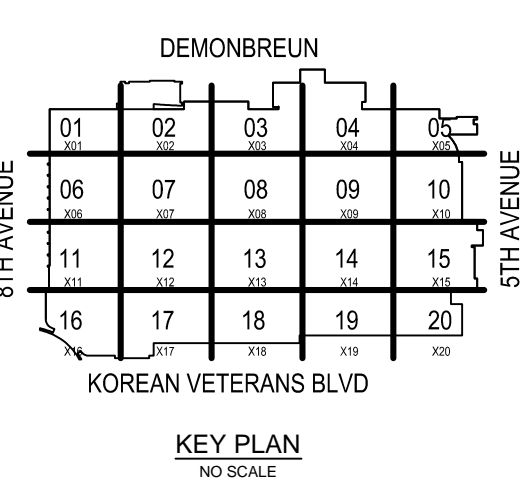 DEMONBREUN
01 02 03 04 05
X01 X02 X03 X04 X05
8TH AVENUE
5TH AVENUE
06 07 08 09 10
X06 X07 X08 X09 X10
11 12 13 14 15
X11 X12 X13 X14 X15
16 17 18 19 20
X16 X17 X18 X19 X20
KOREAN VETERANS BLVD
KEY PLAN
NO SCALE